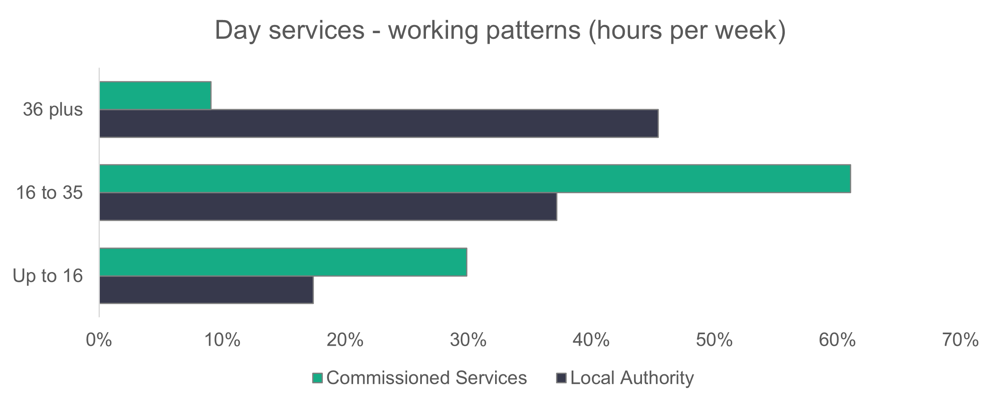 Day services - working patterns (hours per week)
36 plus
16 to 35
Up to 16
0% 10% 20% 30% 40% 50% 60% 70%
Commissioned Services Local Authority